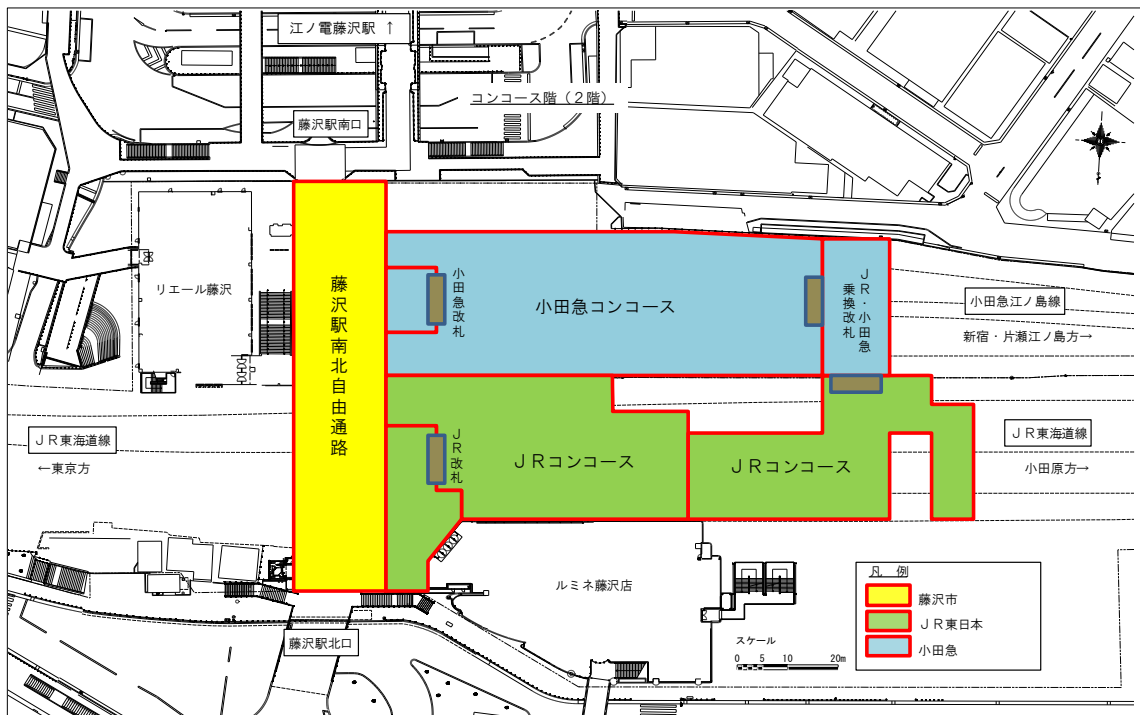 江ノ電藤沢駅 ↑
コンコース階（２階）
藤沢駅南口
リエール藤沢
藤沢駅南北自由通路
小田急改札
小田急コンコース
ＪＲ・小田急
乗換改札
小田急江ノ島線
新宿・片瀬江ノ島方→
ＪＲ東海道線
←東京方
ＪＲ改札
ＪＲコンコース
ＪＲコンコース
ＪＲ東海道線
小田原方→
ルミネ藤沢店
藤沢駅北口
スケール
0 5 10 20m
凡 例
藤沢市
ＪＲ東日本
小田急